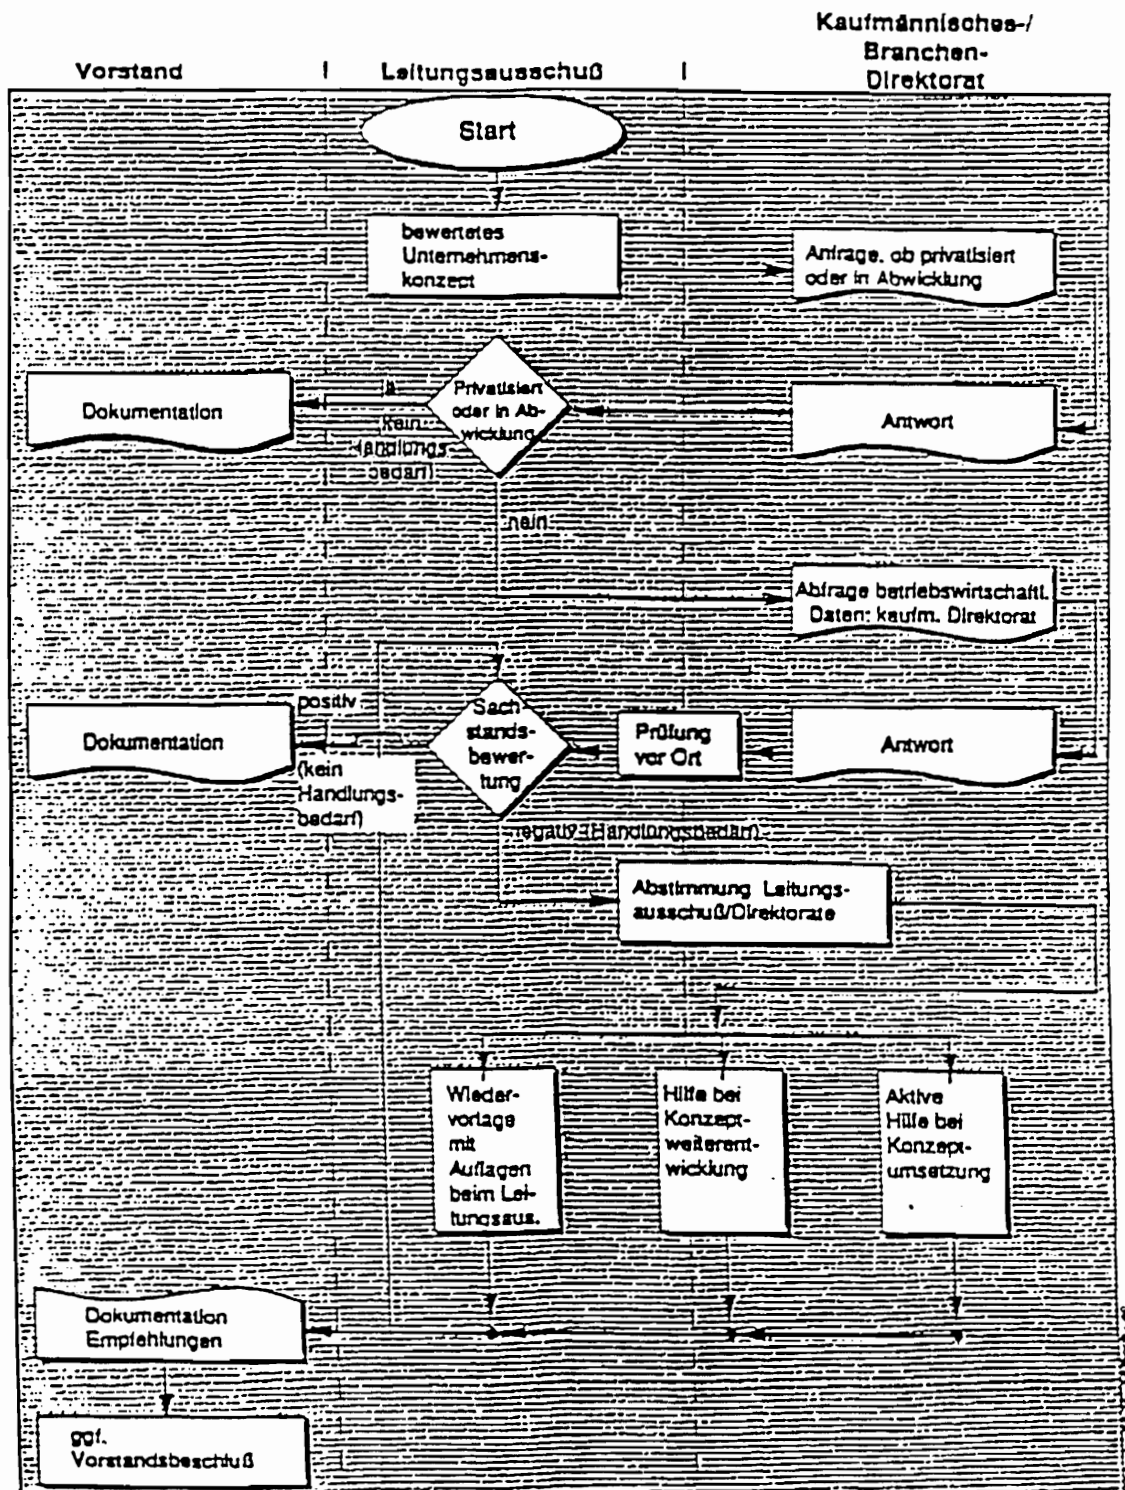 Kaufmännisches-/
Branchen-
Direktorat
Vorstand
Leitungsausschuß
Start
bewertetes
Unternehmens-
konzept
Anfrage, ob privatisiert
oder in Abwicklung
Privatisiert
oder in Ab-
wicklung
ja
(kein
Handlungs-
bedarf)
Dokumentation
Antwort
nein
Abfrage betriebswirtschaftl.
Daten: kaufm. Direktorat
positiv
(kein
Handlungs-
bedarf)
Dokumentation
Sach
stands-
bewer-
tung
Prüfung
vor Ort
Antwort
negativ (Handlungsbedarf)
Abstimmung Leitungs-
ausschuß/Direktorate
Wieder-
vorlage
mit
Auflagen
beim Lei-
tungsaus.
Hilfe bei
Konzept-
weiterent-
wicklung
Aktive
Hilfe bei
Konzept-
umsetzung
Dokumentation
Empfehlungen
ggf.
Vorstandsbeschluß